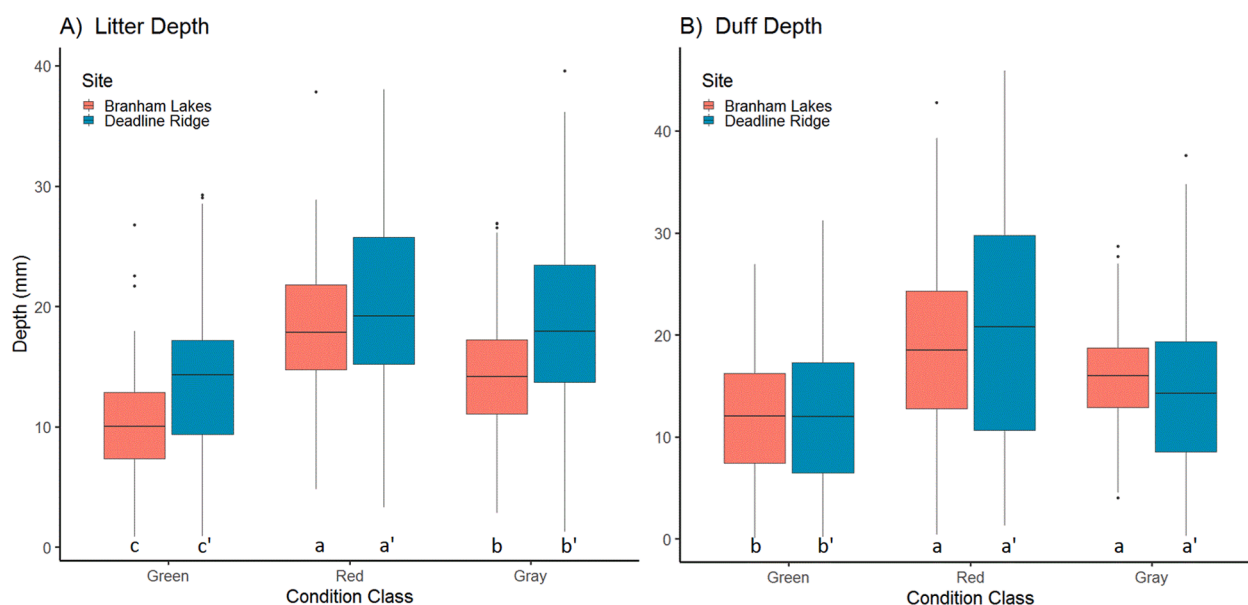 A) Litter Depth
Site
Branham Lakes
Deadline Ridge
Depth (mm)
40
30
20
10
0
c c' a a' b b'
Green Red Gray
Condition Class
B) Duff Depth
Site
Branham Lakes
Deadline Ridge
40
30
20
10
0
b b' a a' a a'
Green Red Gray
Condition Class